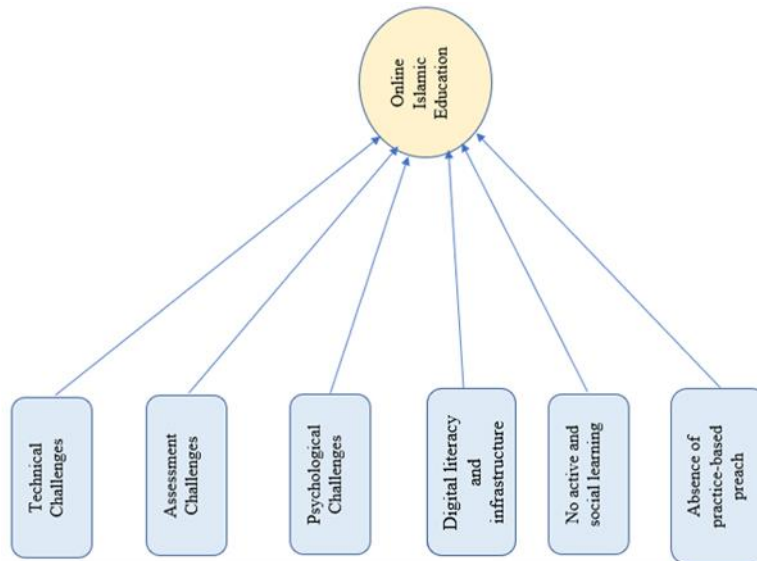 Online
Islamic
Education
Technical
Challenges
Assessment
Challenges
Psychological
Challenges
Digital literacy
and
infrastructure
No active and
social learning
Absence of
practice-based
preach